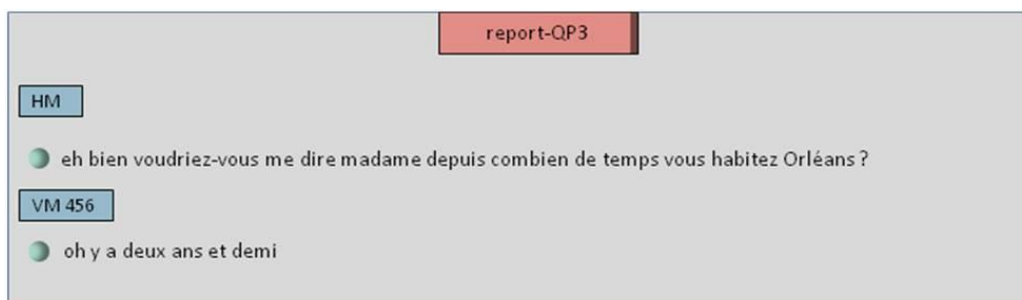 report-QP3
HM
eh bien voudriez-vous me dire madame depuis combien de temps vous habitez Orléans ?
VM 456
oh y a deux ans et demi